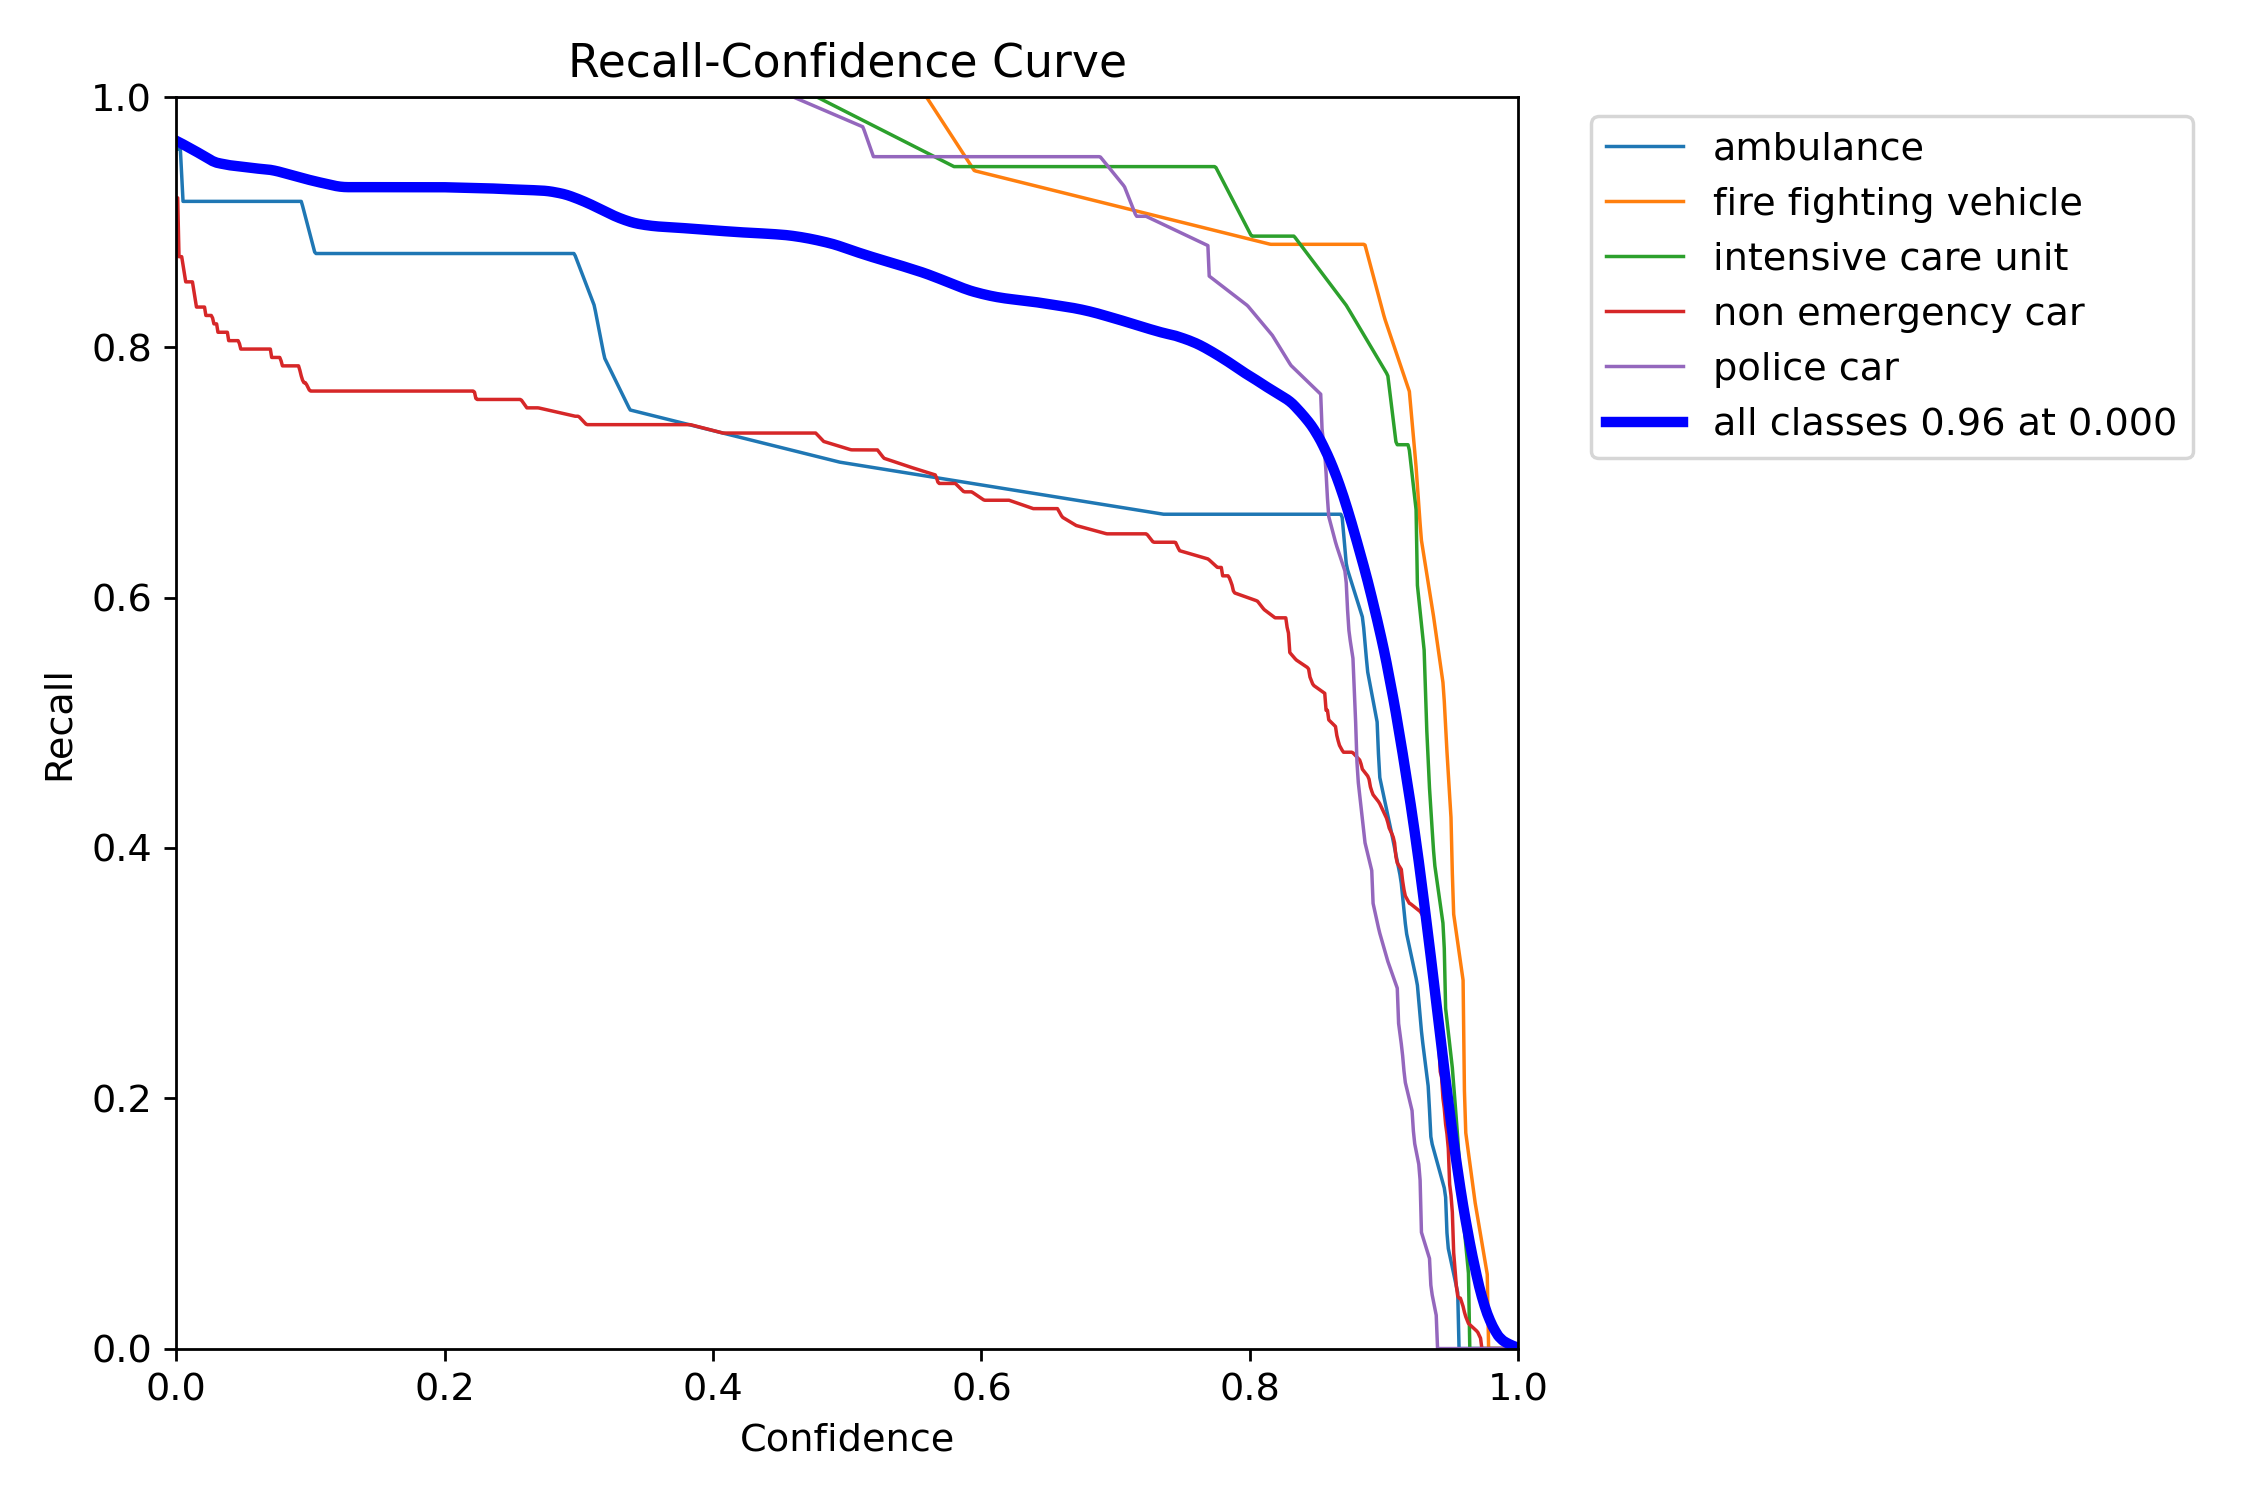 Recall-Confidence Curve
1.0
0.8
0.6
0.4
0.2
0.0
Recall
0.0 0.2 0.4 0.6 0.8 1.0
Confidence
ambulance
fire fighting vehicle
intensive care unit
non emergency car
police car
all classes 0.96 at 0.000